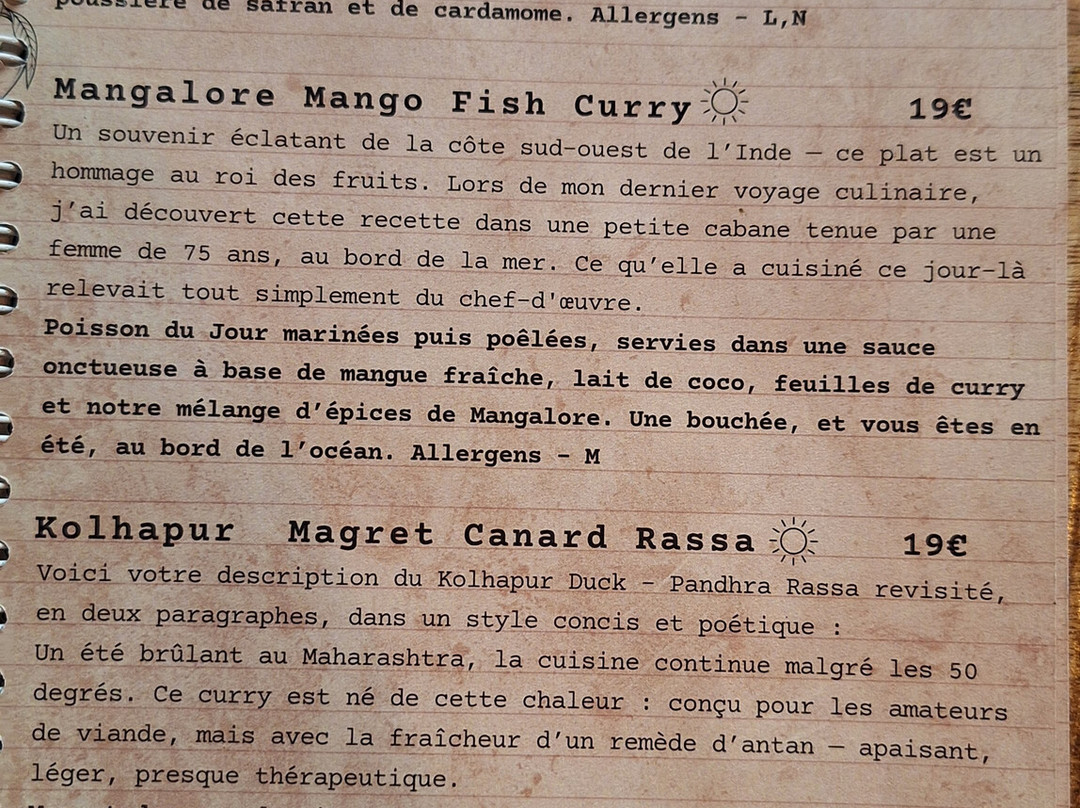 poussière de safran et de cardamome. Allergens - L,N
Mangalore Mango Fish Curry 19€
Un souvenir éclatant de la côte sud-ouest de l'Inde — ce plat est un
hommage au roi des fruits. Lors de mon dernier voyage culinaire,
j'ai découvert cette recette dans une petite cabane tenue par une
femme de 75 ans, au bord de la mer. Ce qu'elle a cuisiné ce jour-là
relevait tout simplement du chef-d'œuvre.
Poisson du Jour marinées puis poêlées, servies dans une sauce
onctueuse à base de mangue fraîche, lait de coco, feuilles de curry
et notre mélange d'épices de Mangalore. Une bouchée, et vous êtes en
été, au bord de l'océan. Allergens - M
Kolhapur Magret Canard Rassa 19€
Voici votre description du Kolhapur Duck - Pandhra Rassa revisité,
en deux paragraphes, dans un style concis et poétique :
Un été brûlant au Maharashtra, la cuisine continue malgré les 50
degrés. Ce curry est né de cette chaleur : conçu pour les amateurs
de viande, mais avec la fraîcheur d'un remède d'antan — apaisant,
léger, presque thérapeutique.